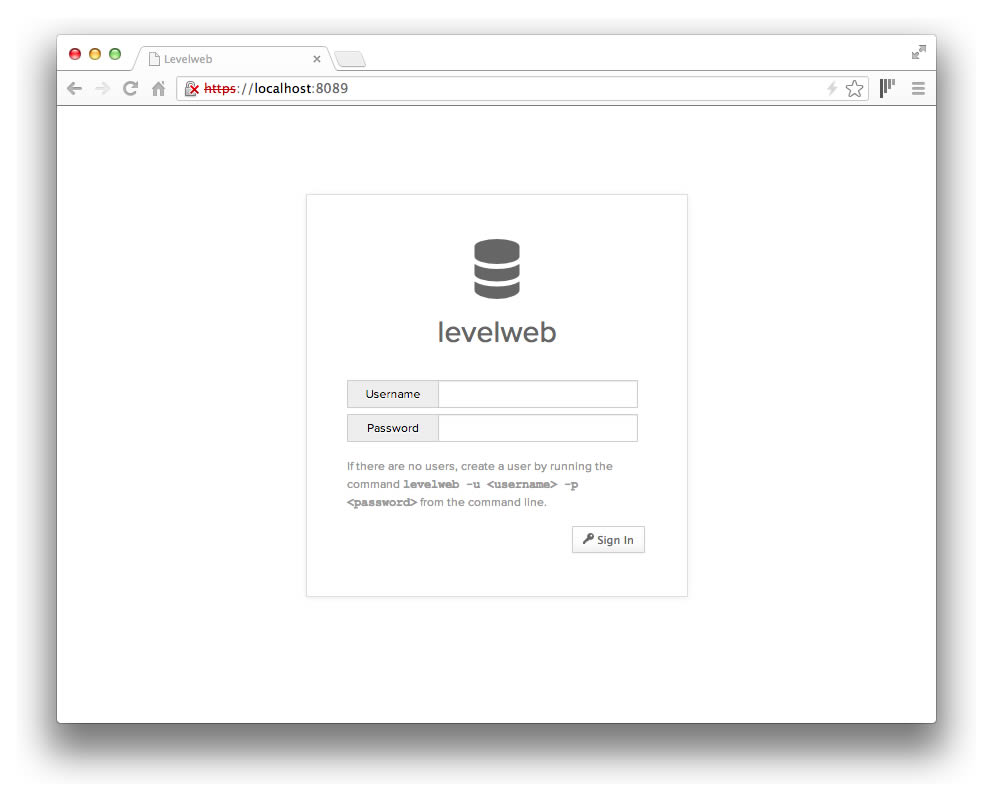 Levelweb
https://localhost:8089
levelweb
Username
Password
If there are no users, create a user by running the
command levelweb -u <username> -p
<password> from the command line.
Sign In